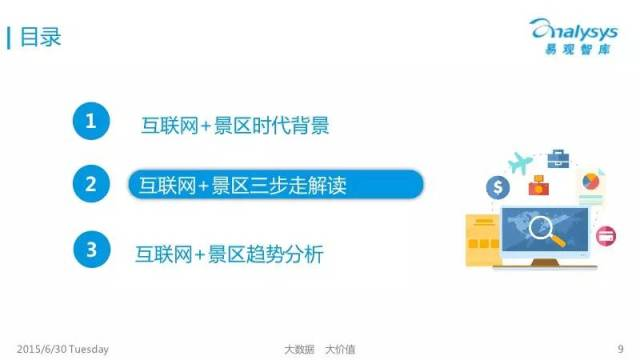 目录
analysys
易观智库
1
互联网+景区时代背景
2
互联网+景区三步走解读
3
互联网+景区趋势分析
$
2015/6/30 Tuesday
大数据 大价值
9